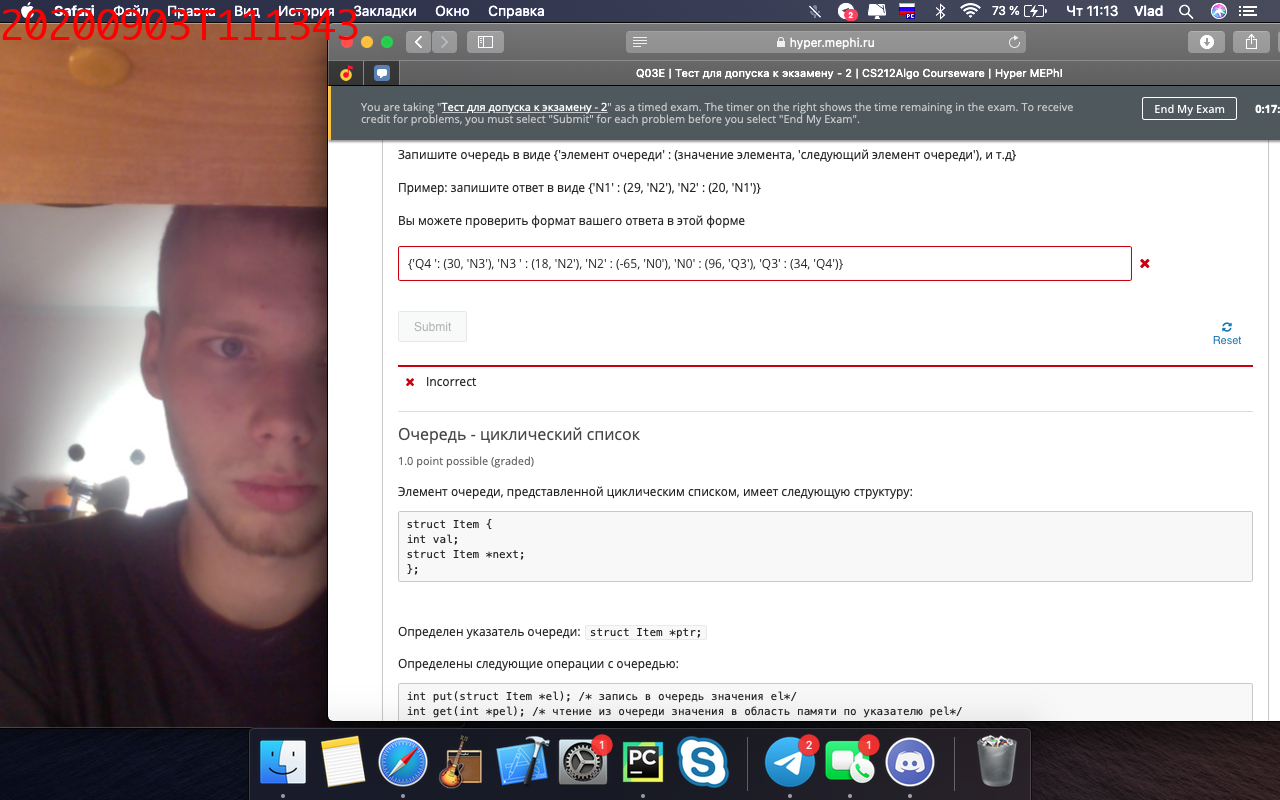 Safari Файл Правка Вид История Закладки Окно Справка 2 РС 73 % Чт 11:13 Vlad
20200903T111343
hyper.mephi.ru
Q03E | Тест для допуска к экзамену - 2 | CS212Algo Courseware | Hyper MEPhI
You are taking "Тест для допуска к экзамену - 2" as a timed exam. The timer on the right shows the time remaining in the exam. To receive
credit for problems, you must select "Submit" for each problem before you select "End My Exam".
End My Exam
0:17:
Запишите очередь в виде {'элемент очереди' : (значение элемента, 'следующий элемент очереди'), и т.д}
Пример: запишите ответ в виде {'N1' : (29, 'N2'), 'N2' : (20, 'N1')}
Вы можете проверить формат вашего ответа в этой форме
{'Q4 ': (30, 'N3'), 'N3 ' : (18, 'N2'), 'N2' : (-65, 'N0'), 'N0' : (96, 'Q3'), 'Q3' : (34, 'Q4')}
Submit
Reset
Incorrect
Очередь - циклический список
1.0 point possible (graded)
Элемент очереди, представленной циклическим списком, имеет следующую структуру:
struct Item {
int val;
struct Item *next;
};
Определен указатель очереди: struct Item *ptr;
Определены следующие операции с очередью:
int put(struct Item *el); /* запись в очередь значения el*/
int get(int *pel); /* чтение из очереди значения в область памяти по указателю pel*/
1 PC 2 1